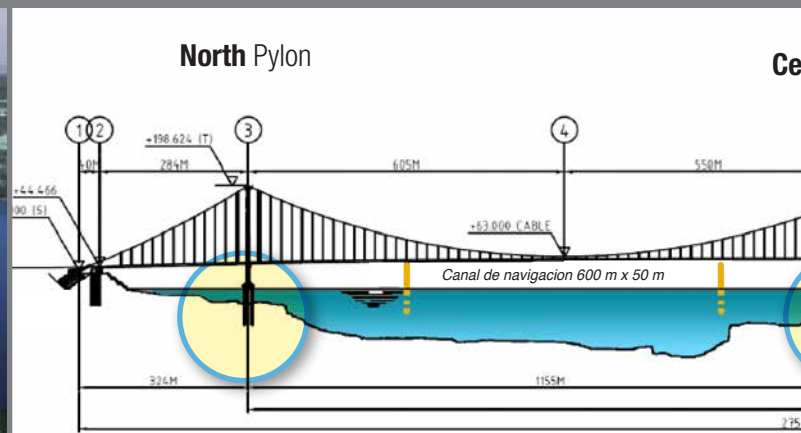 North Pylon
Ce
1 2 3 4
+198.624 (T)
40M 284M 605M 550M
+44.466
00 (S)
+63.000 CABLE
Canal de navigacion 600 m x 50 m
324M 1155M
275